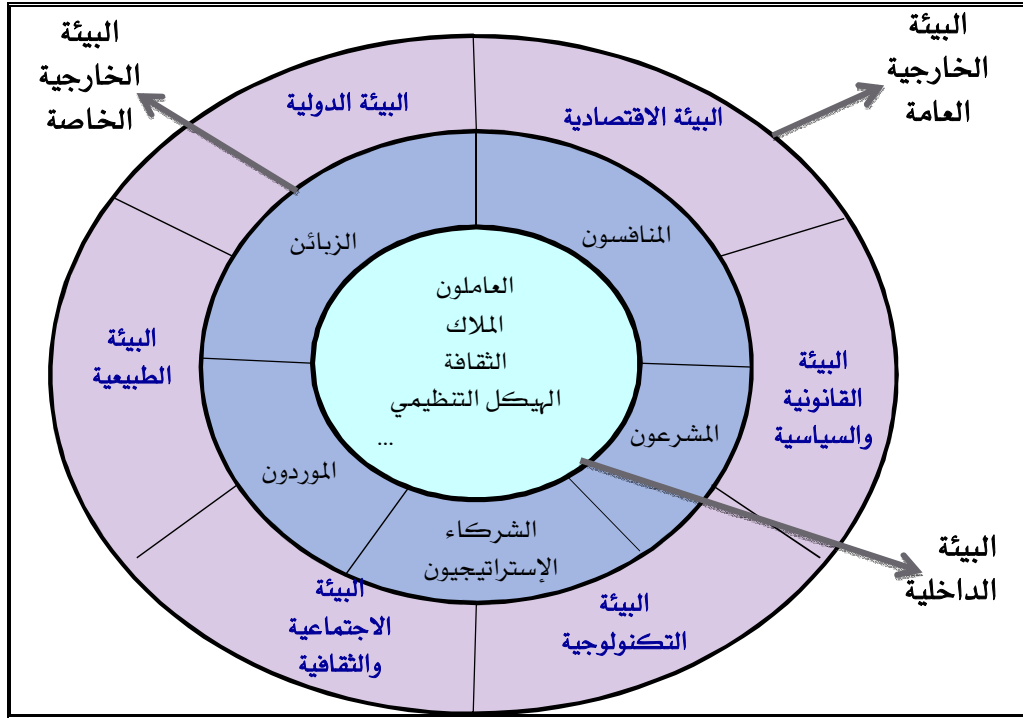 البيئة
الخارجية
العامة
البيئة
الخارجية
الخاصة
البيئة الاقتصادية
البيئة الدولية
المنافسون
الزبائن
العاملون
الملاك
الثقافة
الهيكل التنظيمي
...
البيئة
القانونية
والسياسية
البيئة
الطبيعية
المشرعون
الموردون
الشركاء
الإستراتيجيون
البيئة
الداخلية
البيئة
التكنولوجية
البيئة
الاجتماعية
والثقافية